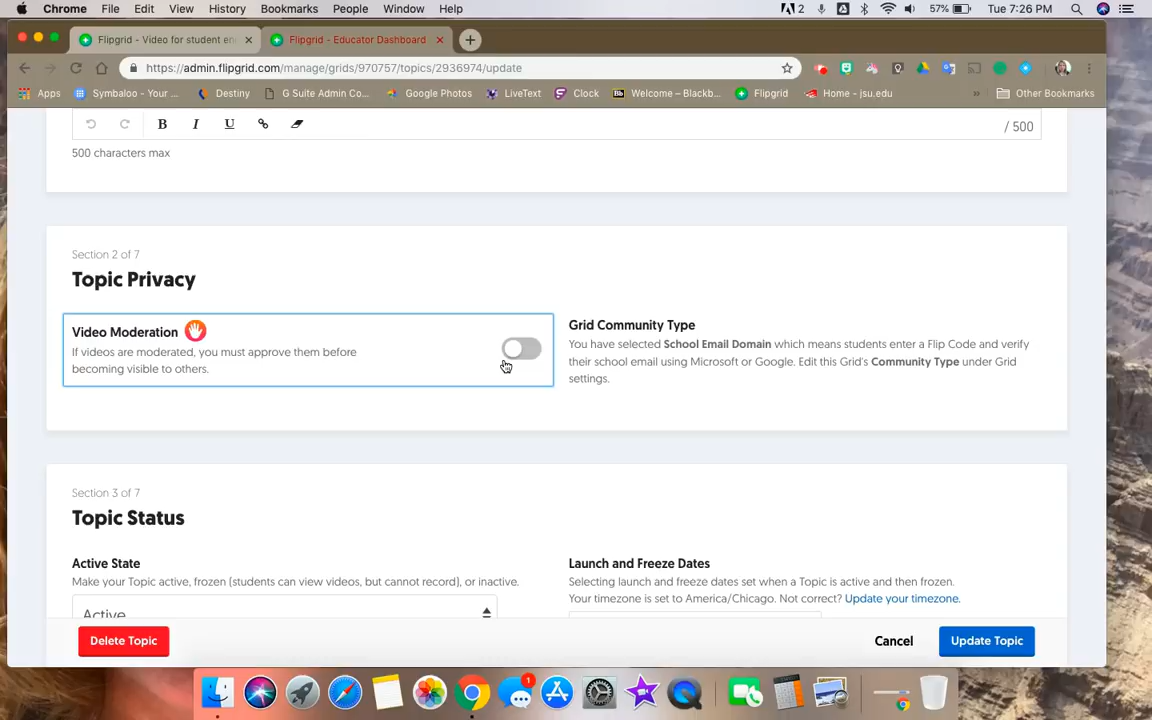 Chrome File Edit View History Bookmarks People Window Help 2 57% Tue 7:26 PM
Flipgrid - Video for student en Flipgrid - Educator Dashboard
https://admin.flipgrid.com/manage/grids/970757/topics/2936974/update
Apps Symbaloo - Your ... Destiny G Suite Admin Co... Google Photos LiveText Clock Bb Welcome – Blackb... Flipgrid Home - jsu.edu » Other Bookmarks
B I U / 500
500 characters max
Section 2 of 7
Topic Privacy
Video Moderation
If videos are moderated, you must approve them before
becoming visible to others.
Grid Community Type
You have selected School Email Domain which means students enter a Flip Code and verify
their school email using Microsoft or Google. Edit this Grid's Community Type under Grid
settings.
Section 3 of 7
Topic Status
Active State
Make your Topic active, frozen (students can view videos, but cannot record), or inactive.
Active
Launch and Freeze Dates
Selecting launch and freeze dates set when a Topic is active and then frozen.
Your timezone is set to America/Chicago. Not correct? Update your timezone.
Delete Topic Cancel Update Topic
1